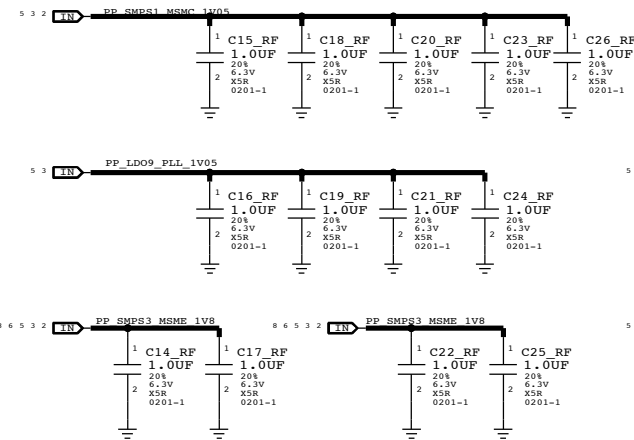 5 3 2 IN PP_SMPS1_MSMC_1V05
1 1 1 1 1
C15_RF C18_RF C20_RF C23_RF C26_RF
1.0UF 1.0UF 1.0UF 1.0UF 1.0UF
20% 20% 20% 20% 20%
6.3V 6.3V 6.3V 6.3V 6.3V
2 X5R 2 X5R 2 X5R 2 X5R 2 X5R
0201-1 0201-1 0201-1 0201-1 0201-1
5 3 IN PP_LDO9_PLL_1V05 5
1 1 1 1
C16_RF C19_RF C21_RF C24_RF
1.0UF 1.0UF 1.0UF 1.0UF
20% 20% 20% 20%
6.3V 6.3V 6.3V 6.3V
2 X5R 2 X5R 2 X5R 2 X5R
0201-1 0201-1 0201-1 0201-1
8 6 5 3 2 IN PP_SMPS3_MSME_1V8 8 6 5 3 2 IN PP_SMPS3_MSME_1V8 5
1 1 1 1
C14_RF C17_RF C22_RF C25_RF
1.0UF 1.0UF 1.0UF 1.0UF
20% 20% 20% 20%
6.3V 6.3V 6.3V 6.3V
2 X5R 2 X5R 2 X5R 2 X5R
0201-1 0201-1 0201-1 0201-1